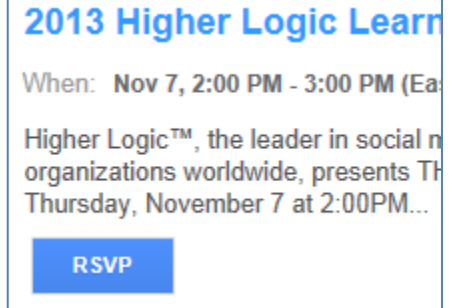 2013 Higher Logic Learn
When: Nov 7, 2:00 PM - 3:00 PM (Eas
Higher Logic™, the leader in social m
organizations worldwide, presents TH
Thursday, November 7 at 2:00PM...
RSVP